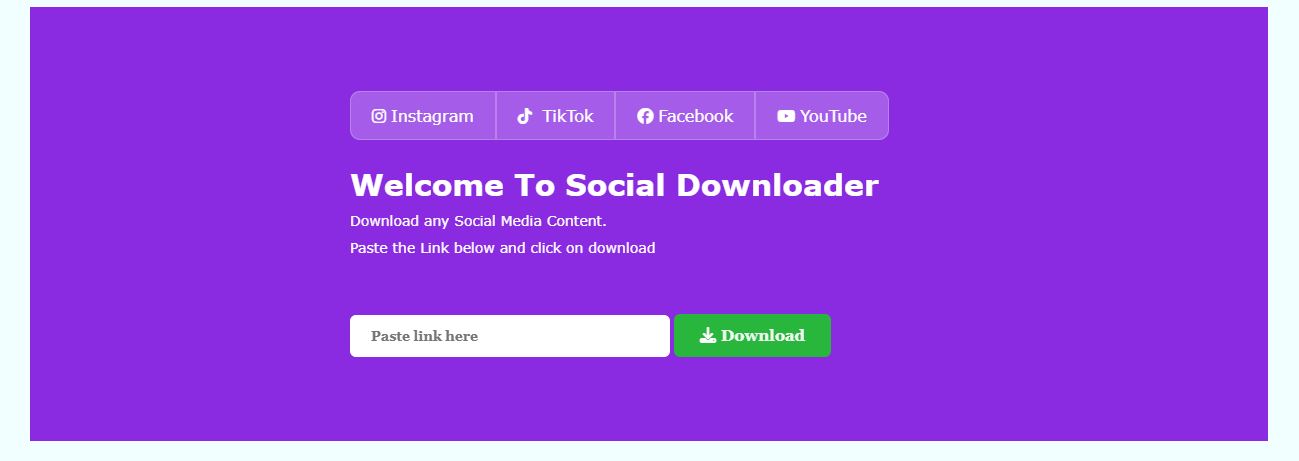 Instagram TikTok Facebook YouTube
Welcome To Social Downloader
Download any Social Media Content.
Paste the Link below and click on download
Paste link here Download